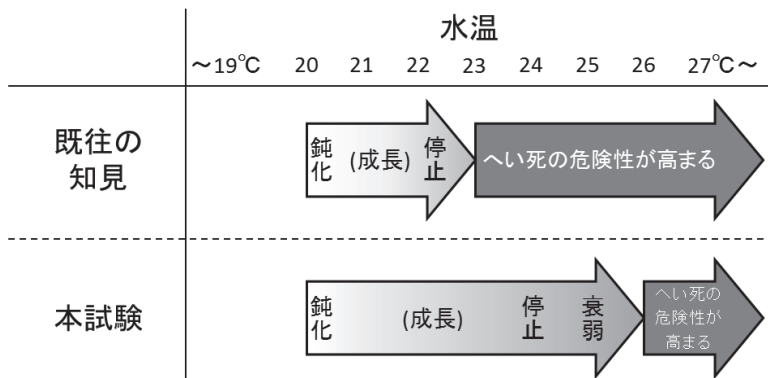 水温
～19℃ 20 21 22 23 24 25 26 27℃～
既往の
知見
鈍化 (成長) 停止
へい死の危険性が高まる
本試験
鈍化 (成長) 停止 衰弱
へい死の
危険性が
高まる